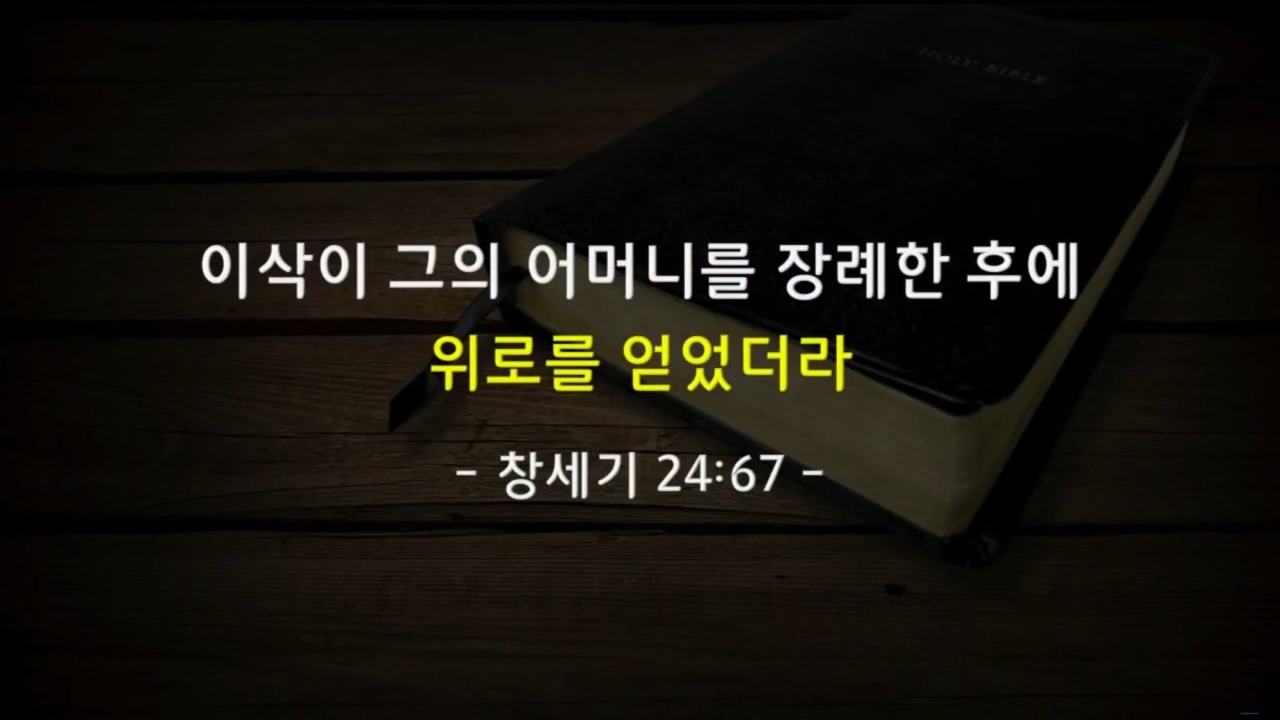 HOLY BIBLE
이삭이 그의 어머니를 장례한 후에
위로를 얻었더라
- 창세기 24:67 -